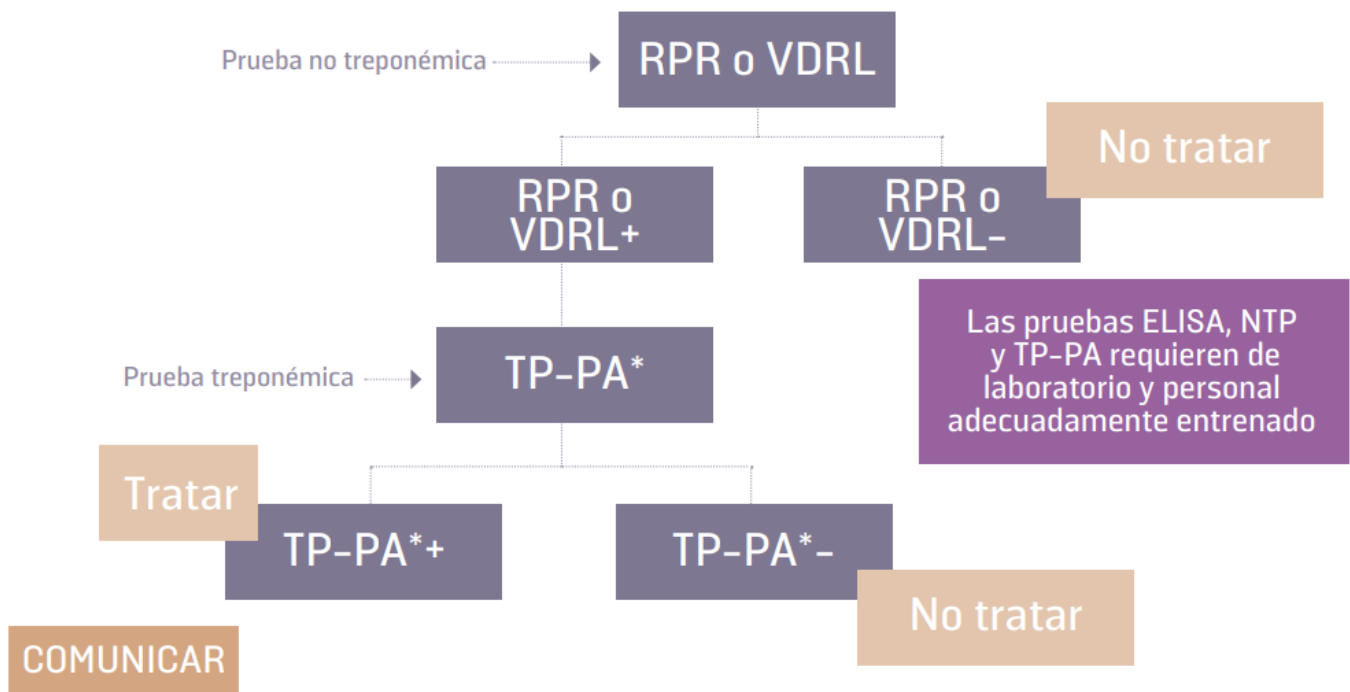 Prueba no treponémica
RPR o VDRL
No tratar
RPR o
VDRL+
RPR o
VDRL-
Las pruebas ELISA, NTP
y TP-PA requieren de
laboratorio y personal
adecuadamente entrenado
Prueba treponémica
TP-PA*
Tratar
TP-PA*+
TP-PA*-
No tratar
COMUNICAR